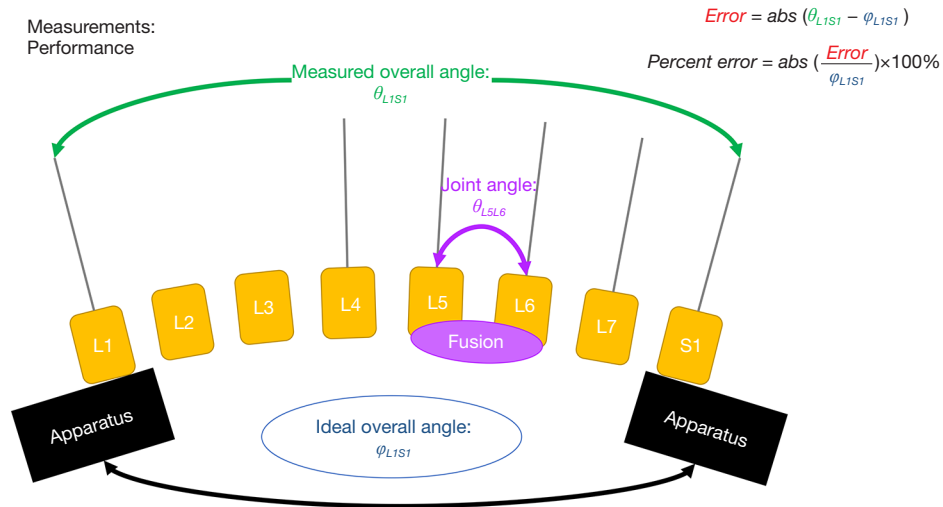 Measurements:
Performance
Error = abs (θL1S1 – φL1S1)
Percent error = abs (Error/φL1S1)×100%
Measured overall angle:
θL1S1
Joint angle:
θL5L6
L1
L2
L3
L4
L5
L6
L7
S1
Fusion
Apparatus
Ideal overall angle:
φL1S1
Apparatus